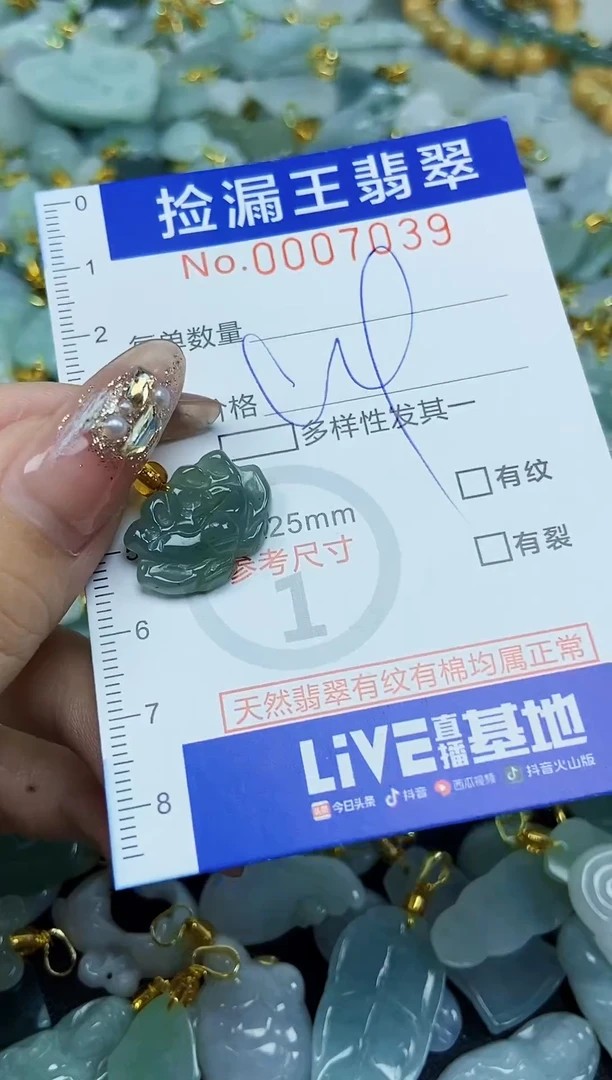 捡漏王翡翠
No.0007039
0
1
2
每单数量
价格
多样性发其一
有纹
25mm
有裂
参考尺寸
1
6
天然翡翠有纹有棉均属正常
7
LiVE直播基地
8
今日头条 抖音 西瓜视频 抖音火山版